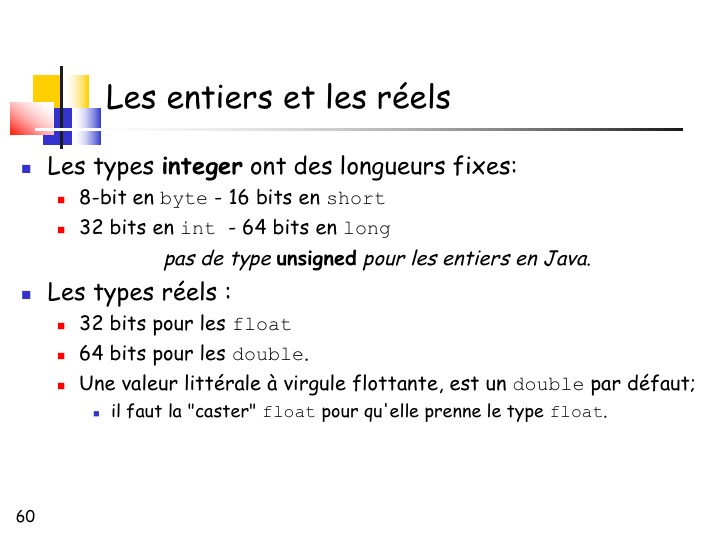 Les entiers et les réels
Les types integer ont des longueurs fixes:
8-bit en byte - 16 bits en short
32 bits en int - 64 bits en long
pas de type unsigned pour les entiers en Java.
Les types réels :
32 bits pour les float
64 bits pour les double.
Une valeur littérale à virgule flottante, est un double par défaut;
il faut la "caster" float pour qu'elle prenne le type float.
60